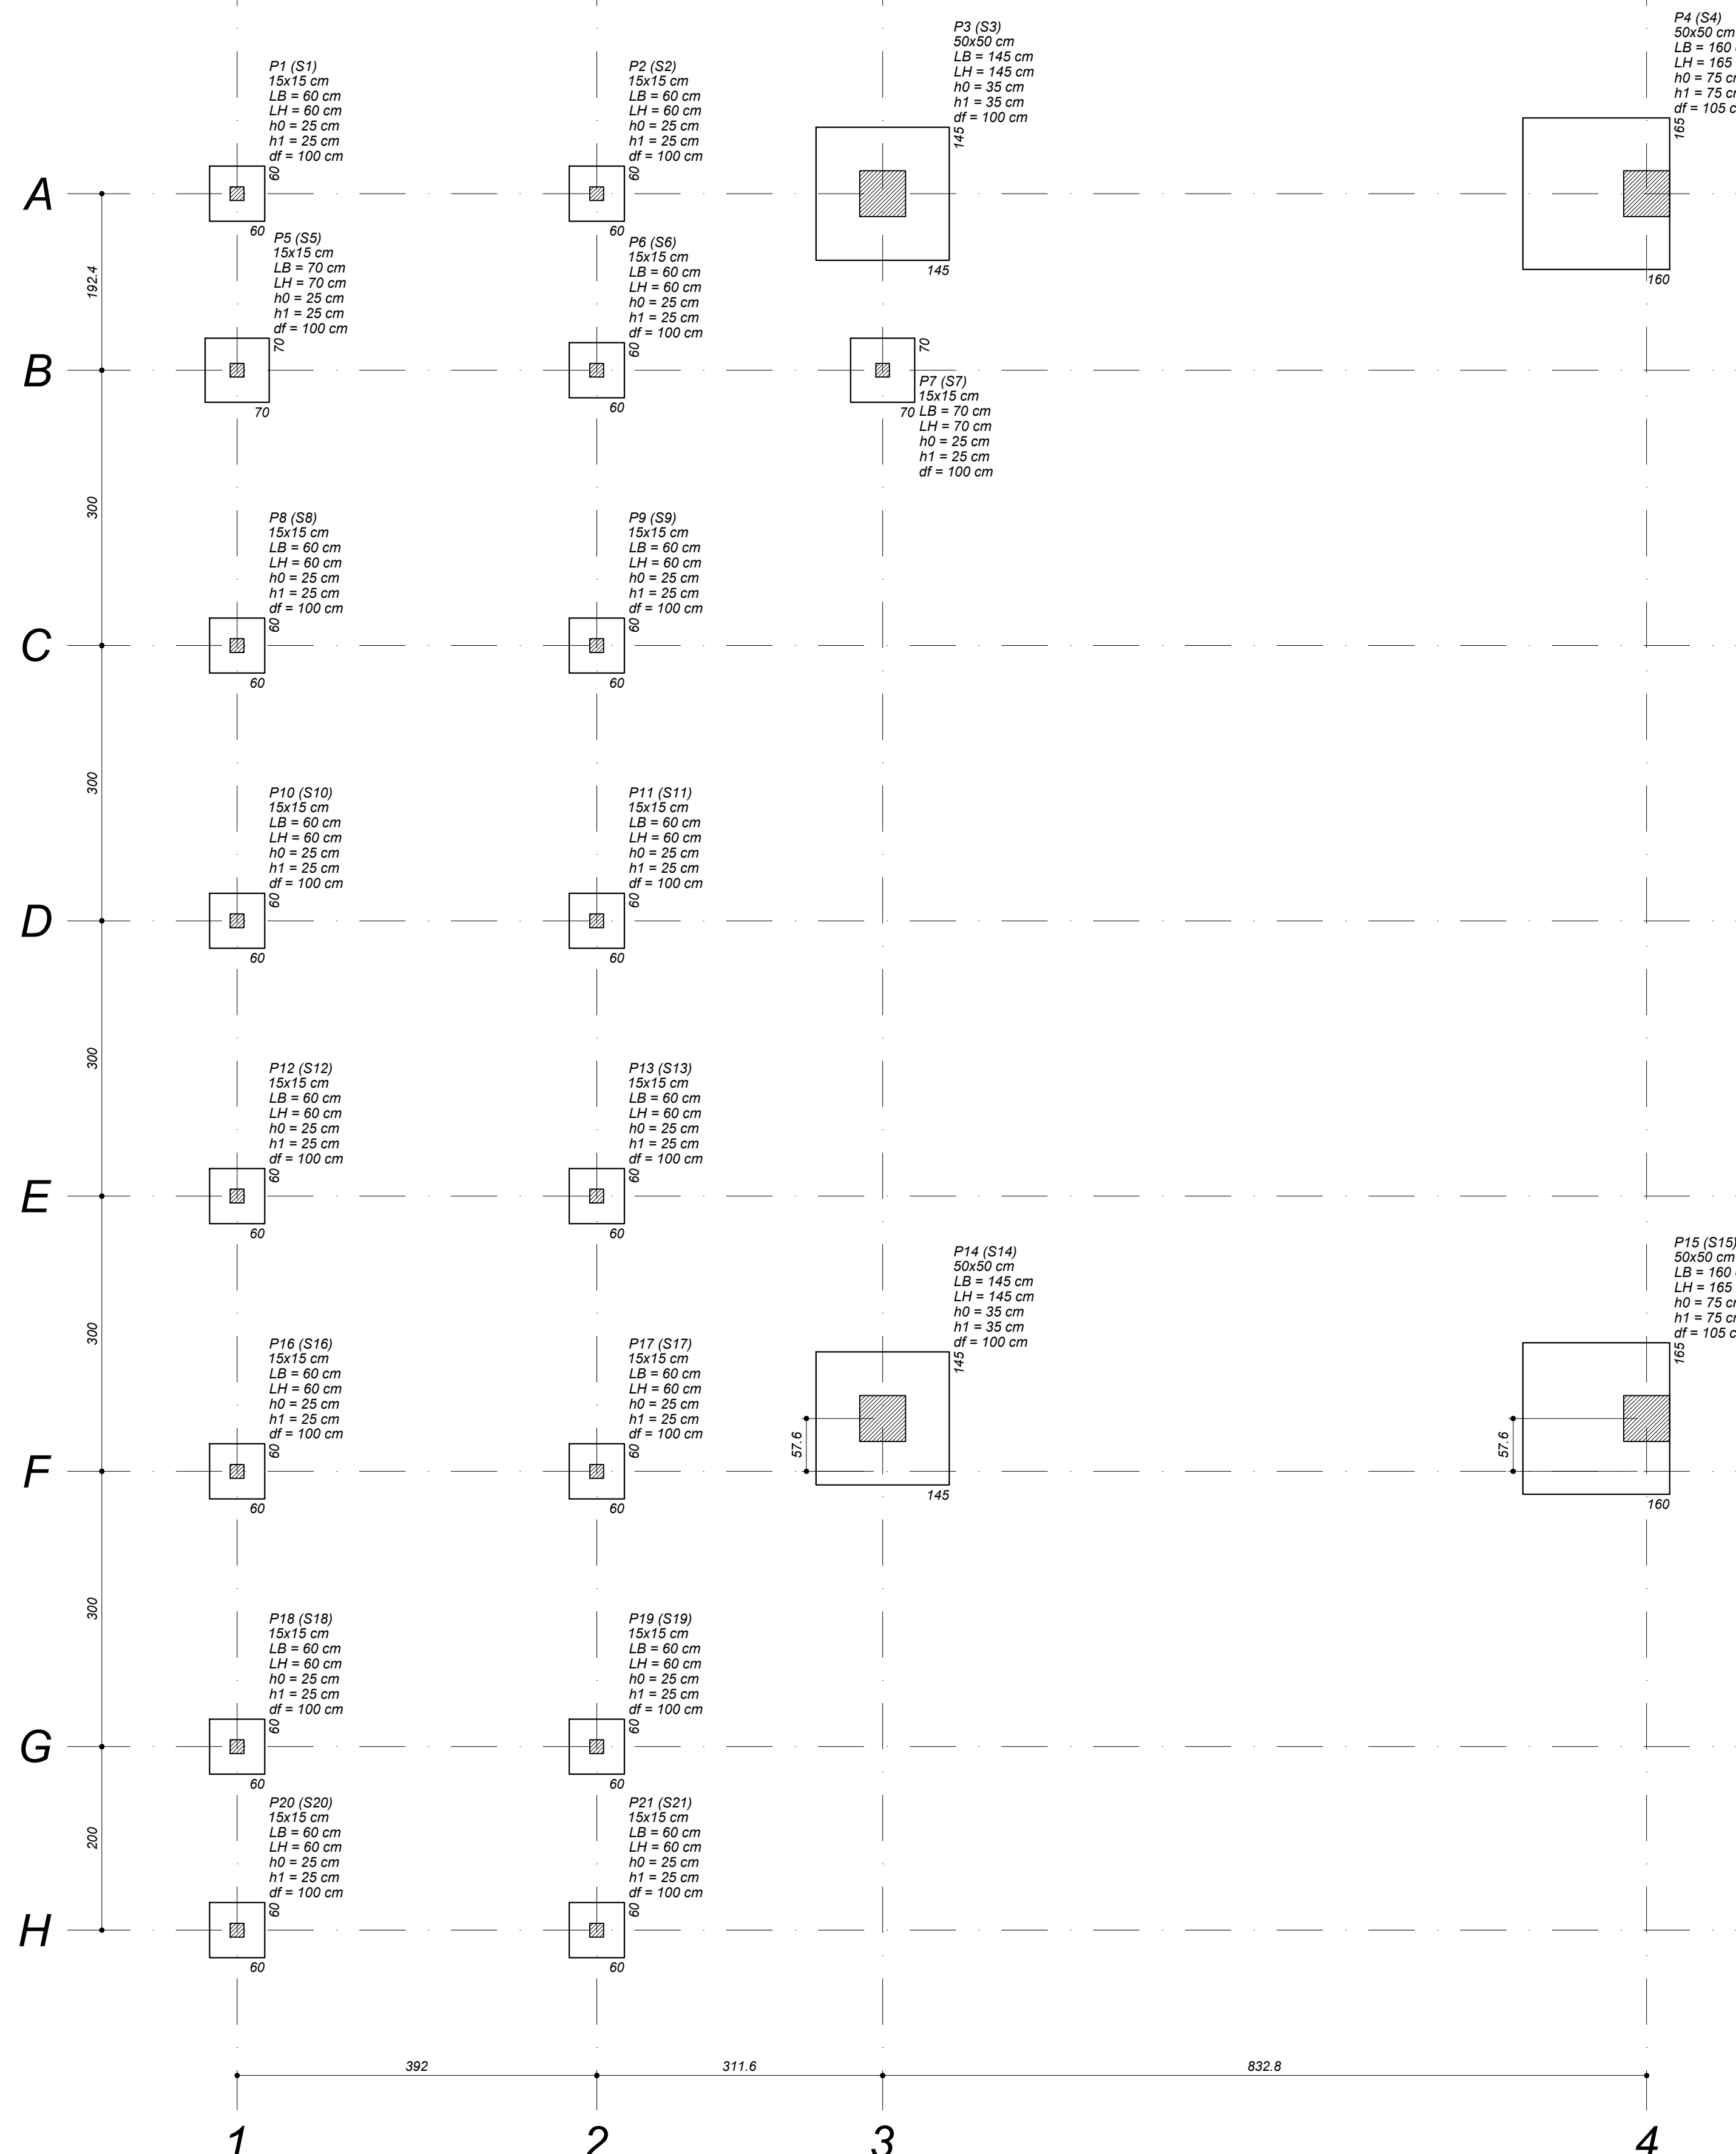 P1 (S1)
15x15 cm
LB = 60 cm
LH = 60 cm
h0 = 25 cm
h1 = 25 cm
df = 100 cm
60
60
P2 (S2)
15x15 cm
LB = 60 cm
LH = 60 cm
h0 = 25 cm
h1 = 25 cm
df = 100 cm
60
60
P3 (S3)
50x50 cm
LB = 145 cm
LH = 145 cm
h0 = 35 cm
h1 = 35 cm
df = 100 cm
145
145
P4 (S4)
50x50 cm
LB = 160
LH = 165
h0 = 75 c
h1 = 75 c
df = 105 c
165
160
A
192.4
P5 (S5)
15x15 cm
LB = 70 cm
LH = 70 cm
h0 = 25 cm
h1 = 25 cm
df = 100 cm
70
70
P6 (S6)
15x15 cm
LB = 60 cm
LH = 60 cm
h0 = 25 cm
h1 = 25 cm
df = 100 cm
60
60
B
70
70
P7 (S7)
15x15 cm
LB = 70 cm
LH = 70 cm
h0 = 25 cm
h1 = 25 cm
df = 100 cm
300
P8 (S8)
15x15 cm
LB = 60 cm
LH = 60 cm
h0 = 25 cm
h1 = 25 cm
df = 100 cm
60
60
P9 (S9)
15x15 cm
LB = 60 cm
LH = 60 cm
h0 = 25 cm
h1 = 25 cm
df = 100 cm
60
60
C
300
P10 (S10)
15x15 cm
LB = 60 cm
LH = 60 cm
h0 = 25 cm
h1 = 25 cm
df = 100 cm
60
60
P11 (S11)
15x15 cm
LB = 60 cm
LH = 60 cm
h0 = 25 cm
h1 = 25 cm
df = 100 cm
60
60
D
300
P12 (S12)
15x15 cm
LB = 60 cm
LH = 60 cm
h0 = 25 cm
h1 = 25 cm
df = 100 cm
60
60
P13 (S13)
15x15 cm
LB = 60 cm
LH = 60 cm
h0 = 25 cm
h1 = 25 cm
df = 100 cm
60
60
E
300
P14 (S14)
50x50 cm
LB = 145 cm
LH = 145 cm
h0 = 35 cm
h1 = 35 cm
df = 100 cm
145
57.6
145
P15 (S15)
50x50 cm
LB = 160
LH = 165
h0 = 75 c
h1 = 75 c
df = 105 c
165
57.6
160
P16 (S16)
15x15 cm
LB = 60 cm
LH = 60 cm
h0 = 25 cm
h1 = 25 cm
df = 100 cm
60
60
P17 (S17)
15x15 cm
LB = 60 cm
LH = 60 cm
h0 = 25 cm
h1 = 25 cm
df = 100 cm
60
60
F
300
P18 (S18)
15x15 cm
LB = 60 cm
LH = 60 cm
h0 = 25 cm
h1 = 25 cm
df = 100 cm
60
60
P19 (S19)
15x15 cm
LB = 60 cm
LH = 60 cm
h0 = 25 cm
h1 = 25 cm
df = 100 cm
60
60
G
200
P20 (S20)
15x15 cm
LB = 60 cm
LH = 60 cm
h0 = 25 cm
h1 = 25 cm
df = 100 cm
60
60
P21 (S21)
15x15 cm
LB = 60 cm
LH = 60 cm
h0 = 25 cm
h1 = 25 cm
df = 100 cm
60
60
H
392
311.6
832.8
1
2
3
4